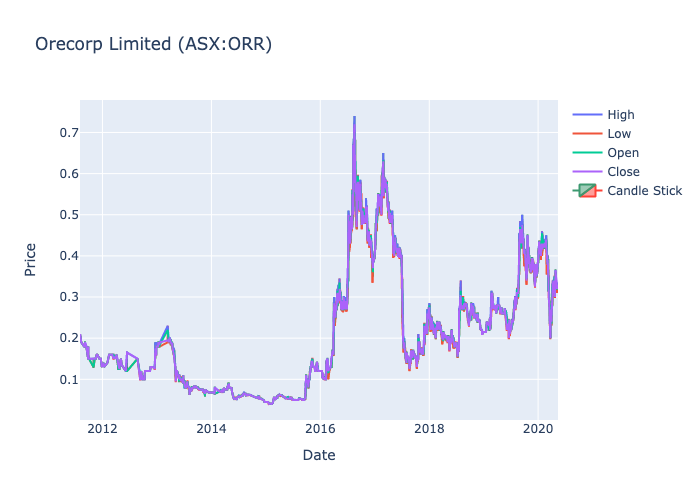 Orecorp Limited (ASX:ORR)
High
Low
Open
Close
Candle Stick
Price
0.7
0.6
0.5
0.4
0.3
0.2
0.1
2012
2014
2016
2018
2020
Date